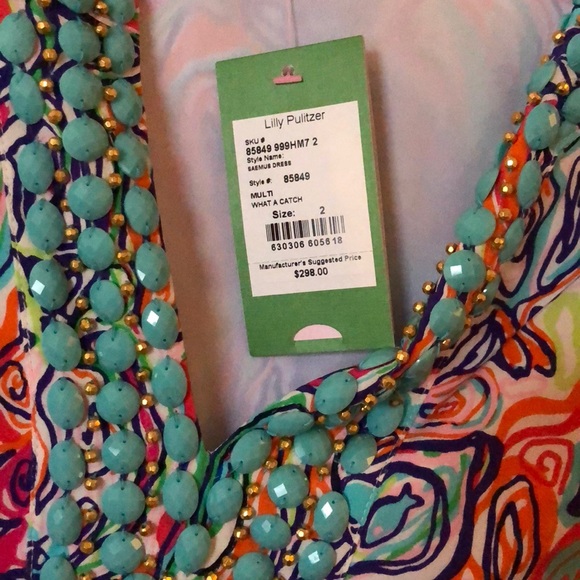 Lilly Pulitzer
SKU #
85849 999HM7 2
Style Name:
SAEMUS DRESS
Style #: 85849
MULTI
WHAT A CATCH
Size: 2
630306 605618
Manufacturer's Suggested Price
$298.00